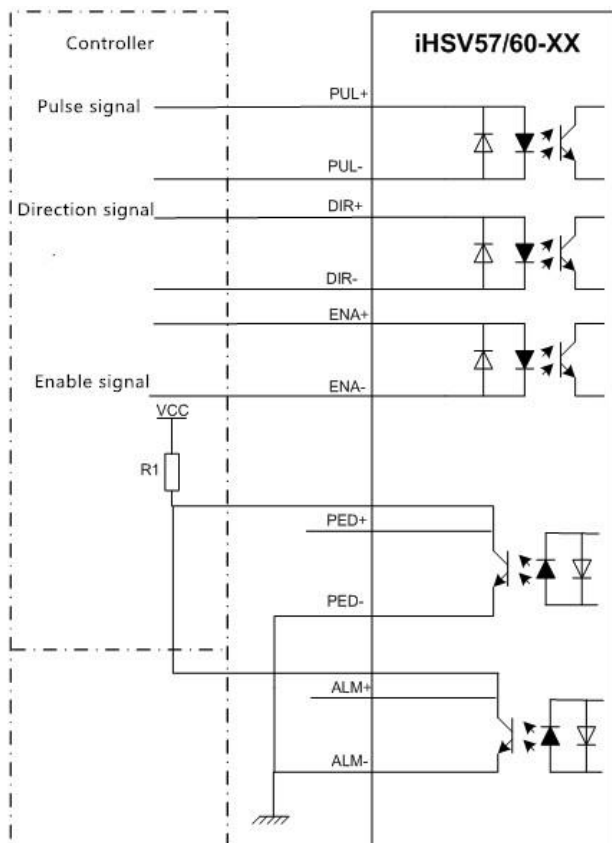 Controller
iHSV57/60-XX
PUL+
Pulse signal
PUL-
Direction signal
DIR+
DIR-
ENA+
Enable signal
ENA-
VCC
R1
PED+
PED-
ALM+
ALM-